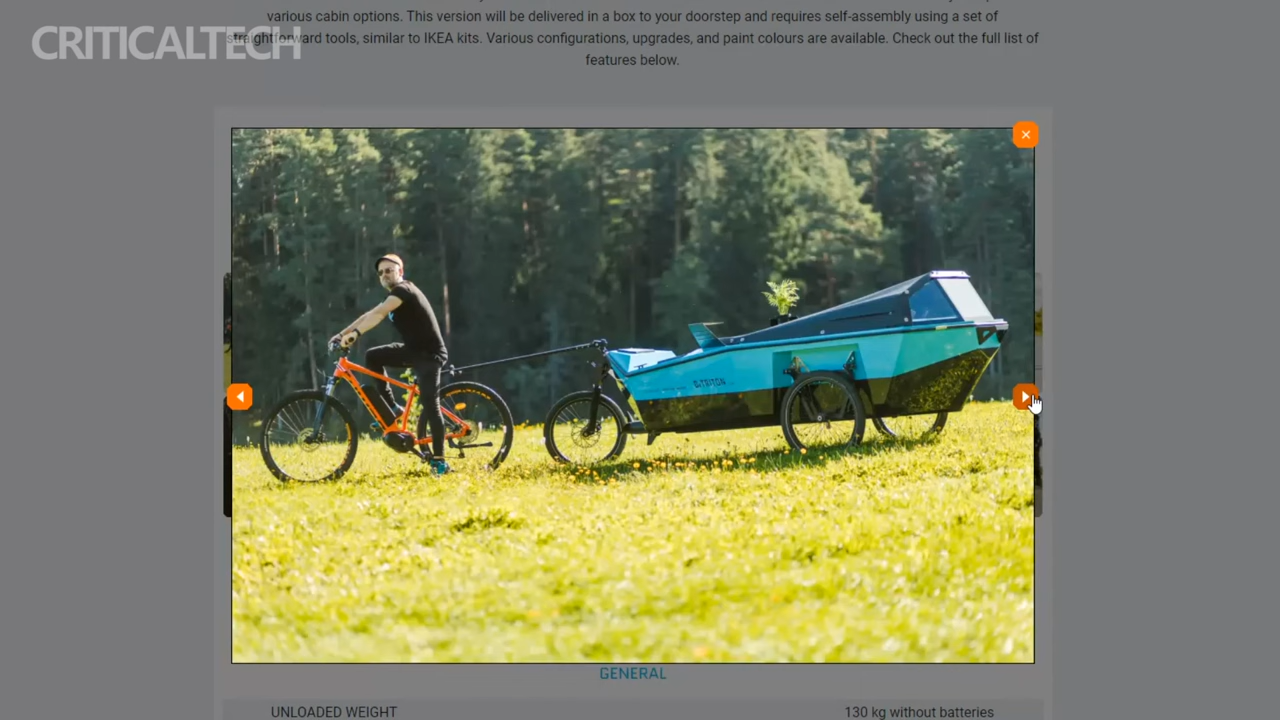 various cabin options. This version will be delivered in a box to your doorstep and requires self-assembly using a set of
CRITICALTECH
straightforward tools, similar to IKEA kits. Various configurations, upgrades, and paint colours are available. Check out the full list of
features below.
GENERAL
UNLOADED WEIGHT
130 kg without batteries